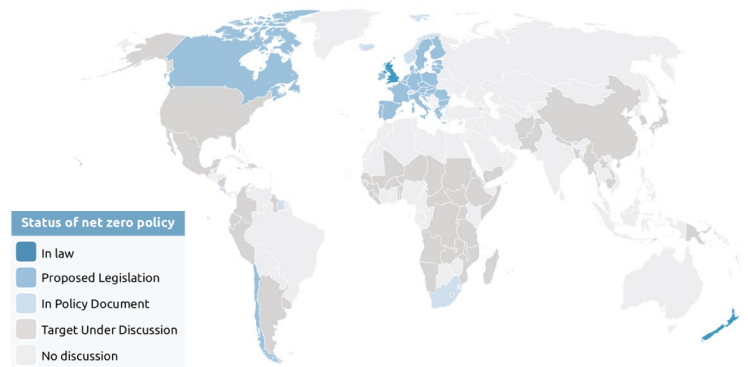 Status of net zero policy
In law
Proposed Legislation
In Policy Document
Target Under Discussion
No discussion